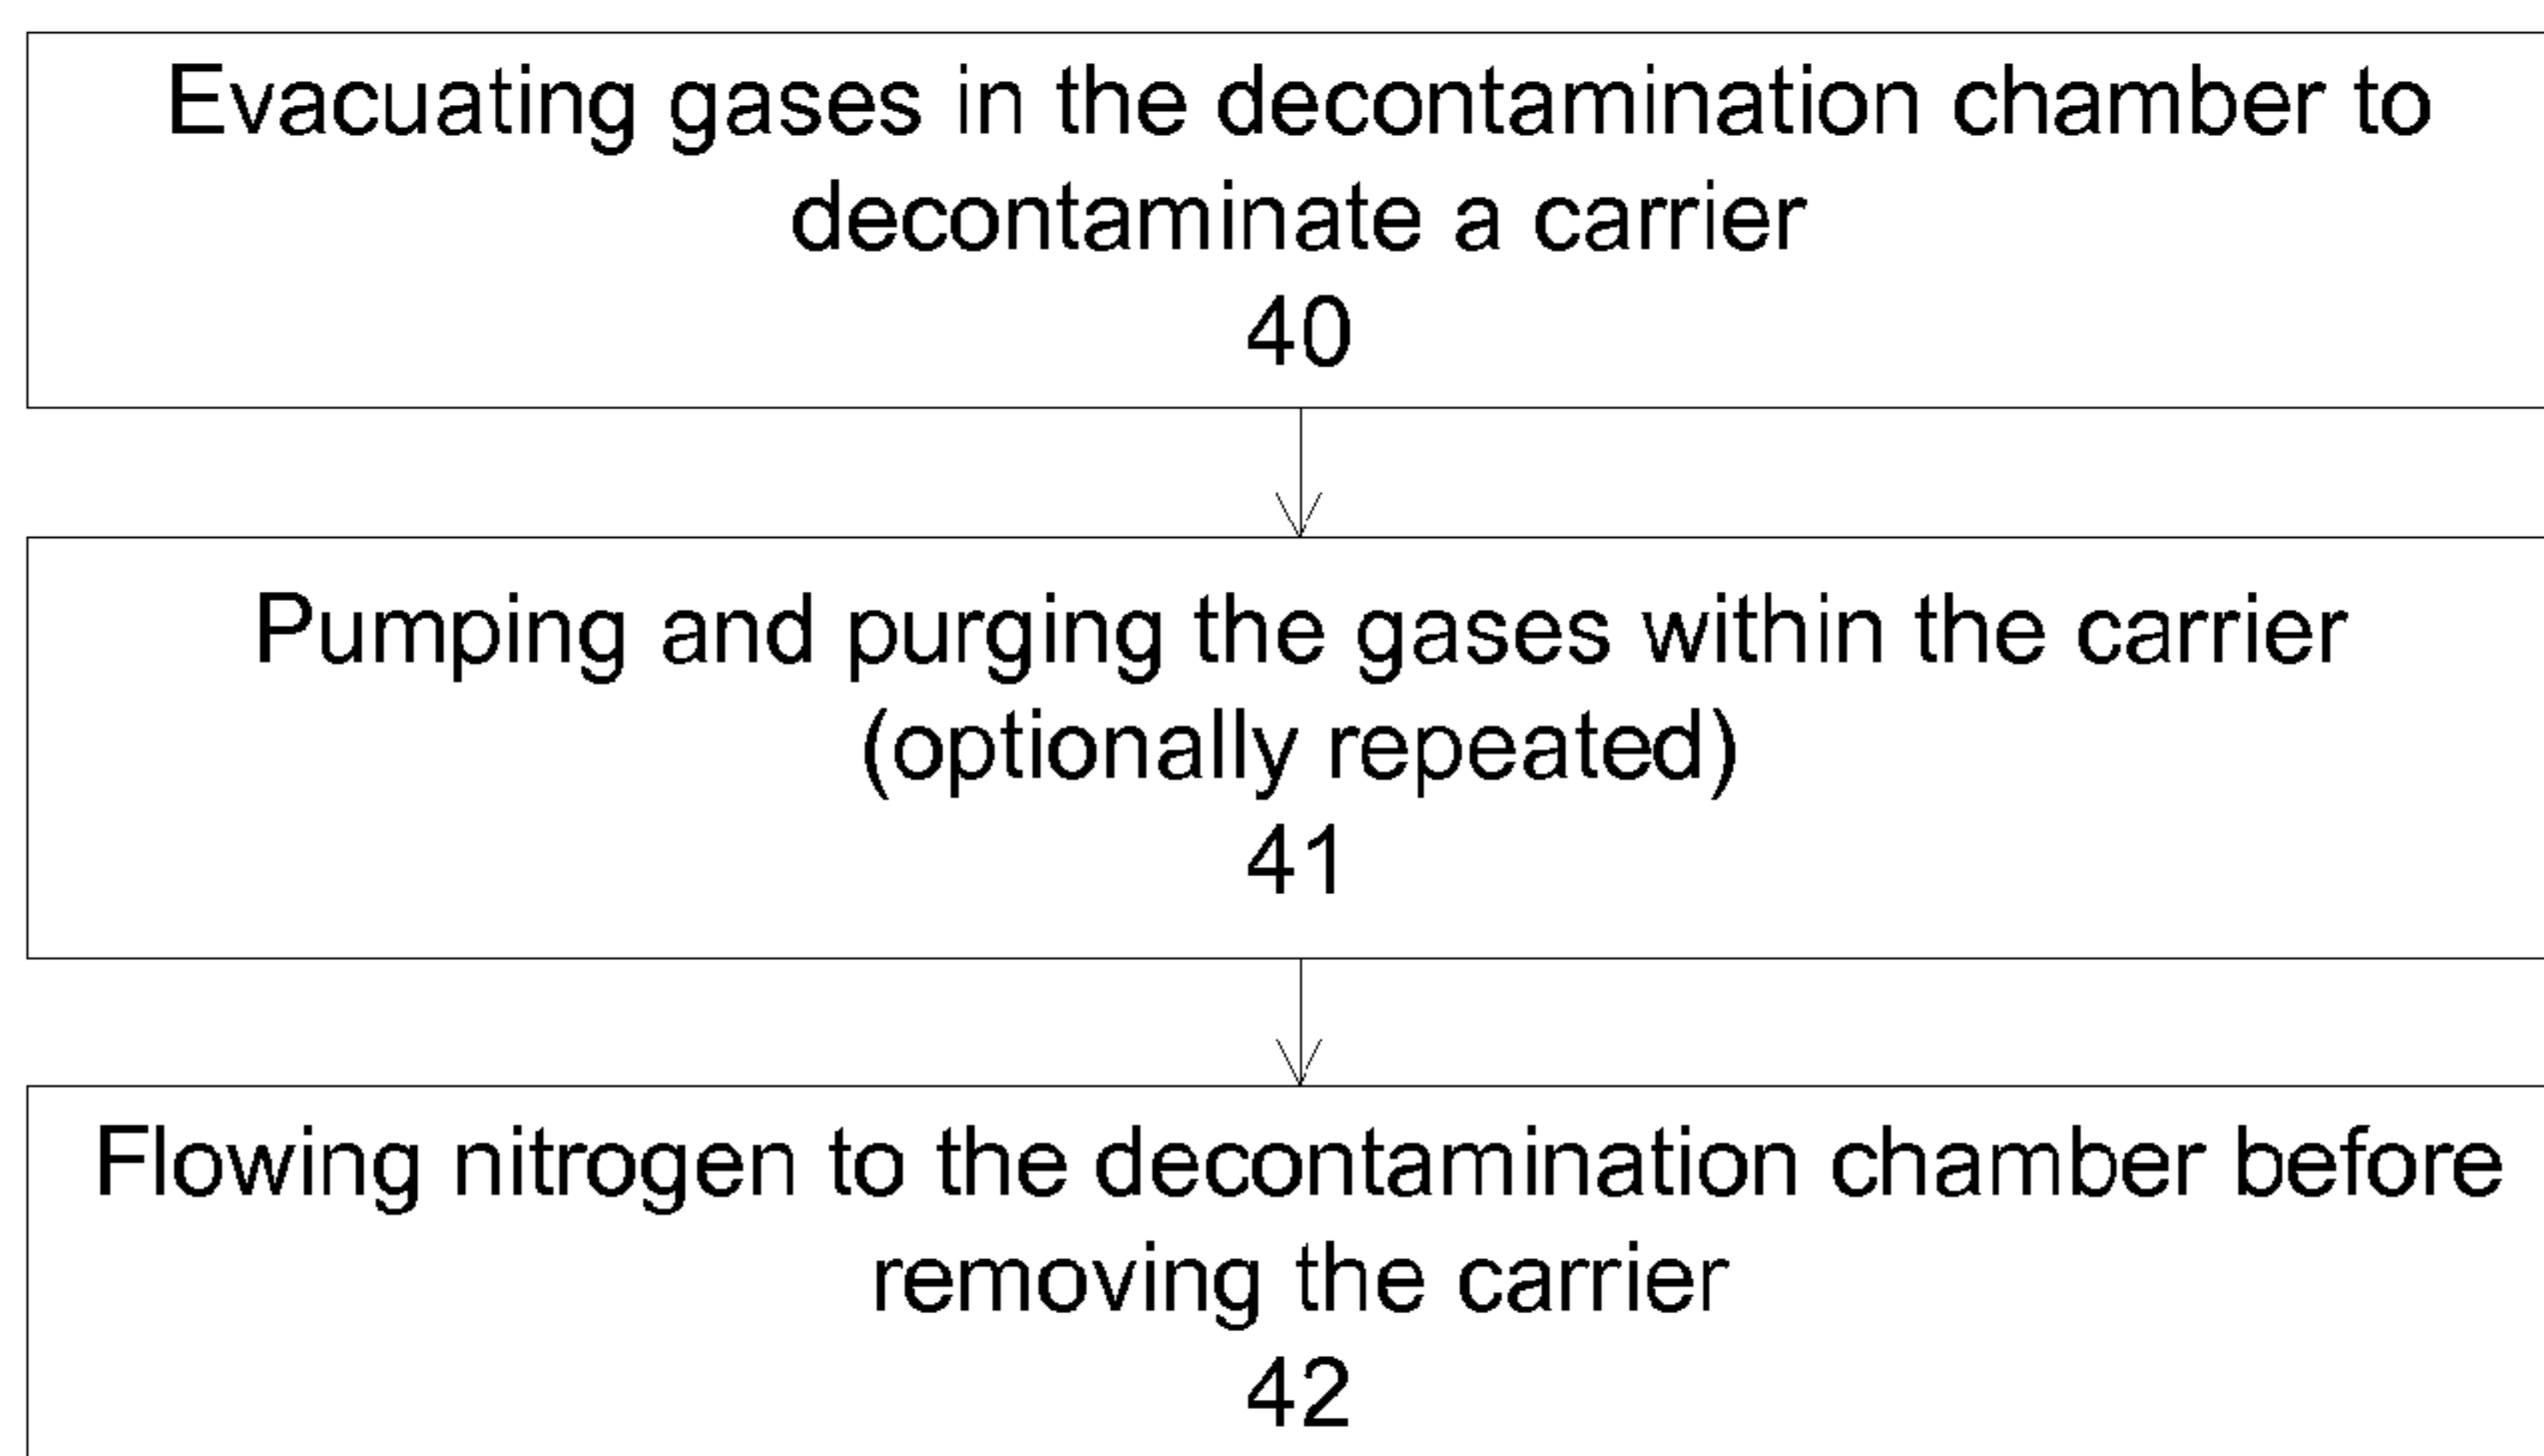 Evacuating gases in the decontamination chamber to
decontaminate a carrier
40
Pumping and purging the gases within the carrier
(optionally repeated)
41
Flowing nitrogen to the decontamination chamber before
removing the carrier
42